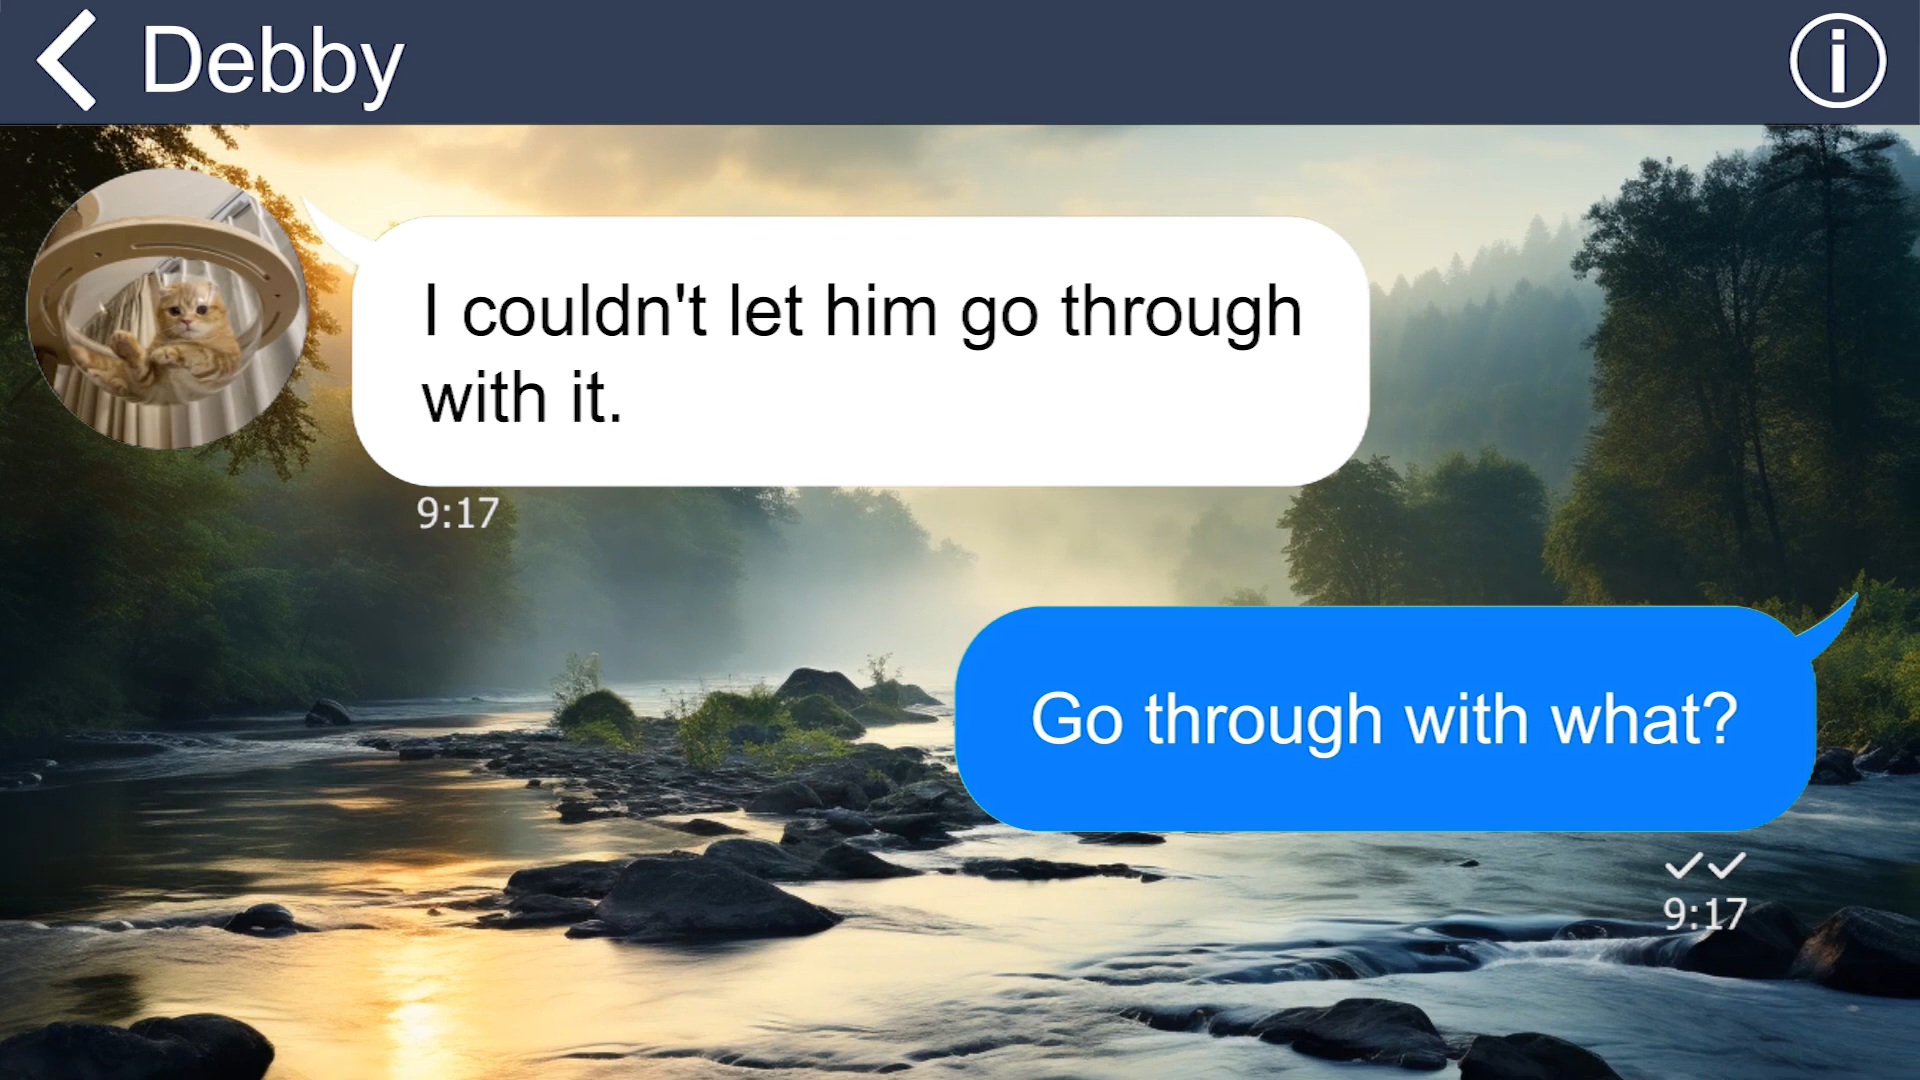 Debby
I couldn't let him go through
with it.
9:17
Go through with what?
9:17